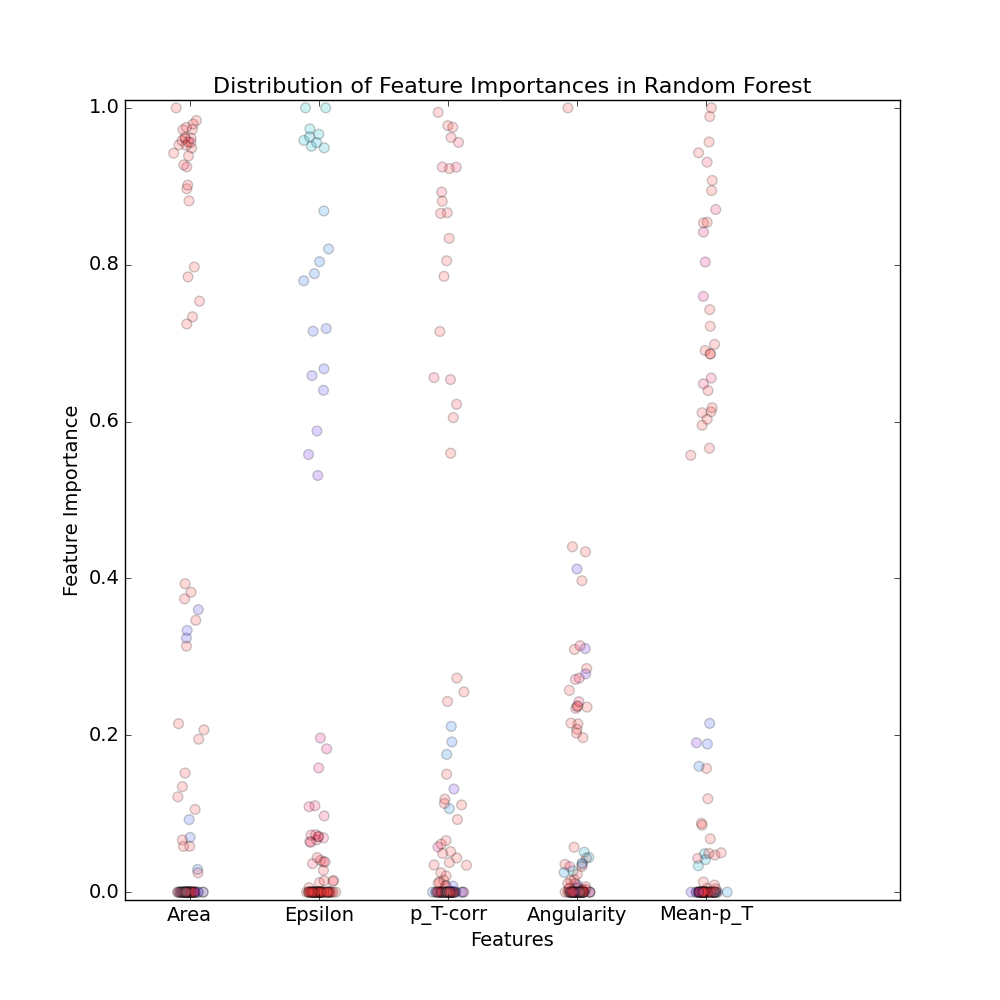 Distribution of Feature Importances in Random Forest
1.0
0.8
0.6
0.4
0.2
0.0
Feature Importance
Area Epsilon p_T-corr Angularity Mean-p_T
Features